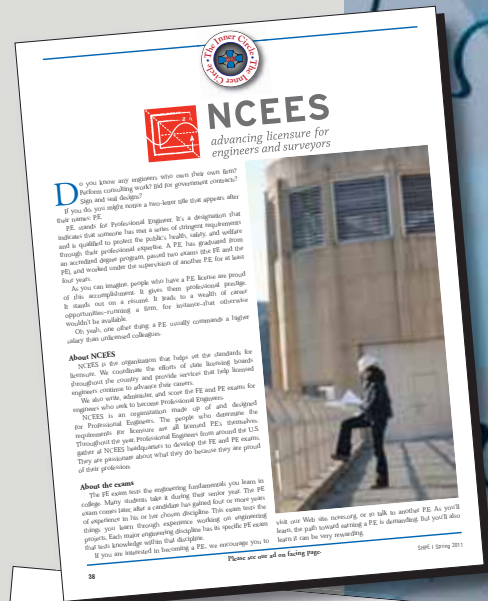 The Inner Circle • The Inner Circle •
NCEES
advancing licensure for
engineers and surveyors
Do you know any engineers who own their own firm?
Perform consulting work? Bid for government contracts?
Sign and seal designs?
If you do, you might notice a two-letter title that appears after
their names: P.E.
P.E. stands for Professional Engineer. It's a designation that
indicates that someone has met a series of stringent requirements
and is qualified to protect the public's health, safety, and welfare
through their professional expertise. A P.E. has graduated from
an accredited degree program, passed two exams (the FE and the
PE), and worked under the supervision of another P.E. for at least
four years.
As you can imagine, people who have a P.E. license are proud
of this accomplishment. It gives them professional prestige.
It stands out on a résumé. It leads to a wealth of career
opportunities—running a firm, for instance—that otherwise
wouldn't be available.
Oh yeah, one other thing: a P.E. usually commands a higher
salary than unlicensed colleagues.
About NCEES
NCEES is the organization that helps set the standards for
licensure. We coordinate the efforts of state licensing boards
throughout the country and provide services that help licensed
engineers continue to advance their careers.
We also write, administer, and score the FE and PE exams for
engineers who seek to become Professional Engineers.
NCEES is an organization made up of and designed
for Professional Engineers. The people who determine the
requirements for licensure are all licensed P.E.'s themselves.
Throughout the year, Professional Engineers from around the U.S.
gather at NCEES headquarters to develop the FE and PE exams.
They are passionate about what they do because they are proud
of their profession.
About the exams
The FE exam tests the engineering fundamentals you learn in
college. Many students take it during their senior year. The PE
exam comes later, after a candidate has gained four or more years
of experience in his or her chosen discipline. This exam tests the
things you learn through experience working on engineering
projects. Each major engineering discipline has its specific PE exam
that tests knowledge within that discipline.
If you are interested in becoming a P.E., we encourage you to
visit our Web site, ncees.org, or to talk to another P.E. As you'll
learn, the path toward earning a P.E. is demanding. But you'll also
learn it can be very rewarding.
Please see our ad on facing page.
38
SHPE | Spring 2011